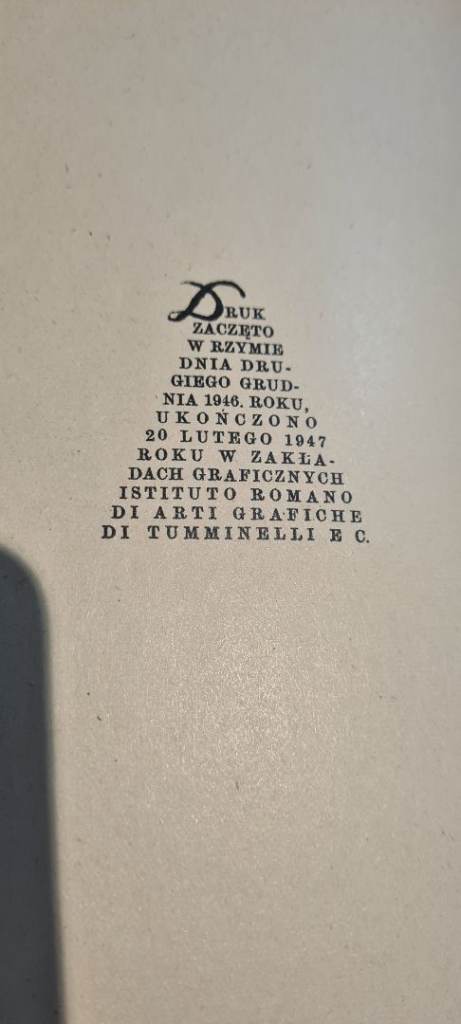 DRUK
ZACZĘTO
W RZYMIE
DNIA DRU-
GIEGO GRUD-
NIA 1946. ROKU,
UKOŃCZONO
20 LUTEGO 1947
ROKU W ZAKŁA-
DACH GRAFICZNYCH
ISTITUTO ROMANO
DI ARTI GRAFICHE
DI TUMMINELLI E C.